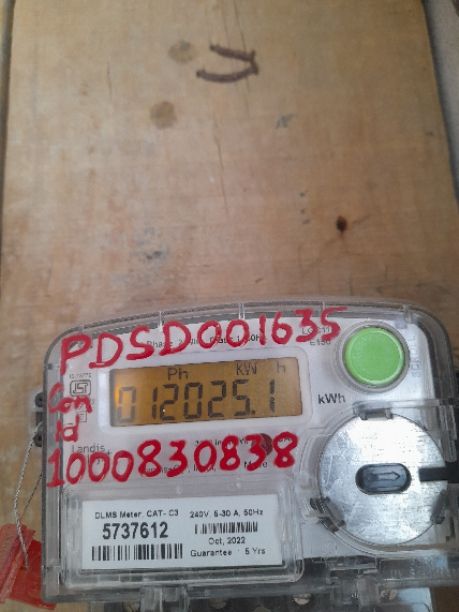 PDSD001635
Ph KW h
012025.1
kWh
Con
Id
Landis
1000830838
DLMS Meter, CAT- C3
5737612
240V, 5-30 A, 50Hz
Oct, 2022
Guarantee : 5 Yrs